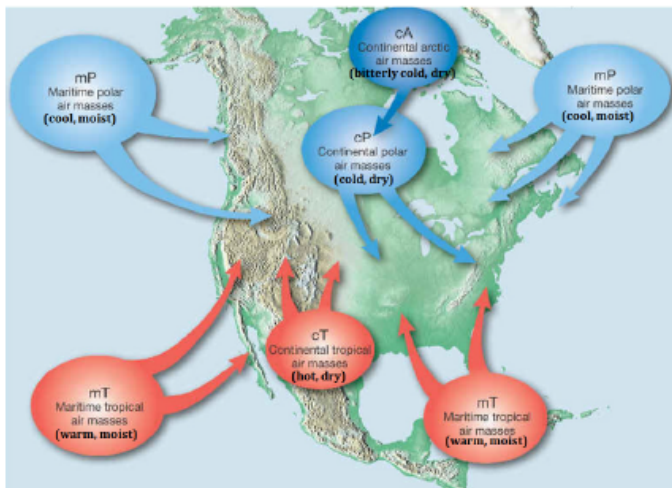 mP
Maritime polar
air masses
(cool, moist)
cA
Continental arctic
air masses
(bitterly cold, dry)
mP
Maritime polar
air masses
(cool, moist)
cP
Continental polar
air masses
(cold, dry)
cT
Continental tropical
air masses
(hot, dry)
mT
Maritime tropical
air masses
(warm, moist)
mT
Maritime tropical
air masses
(warm, moist)